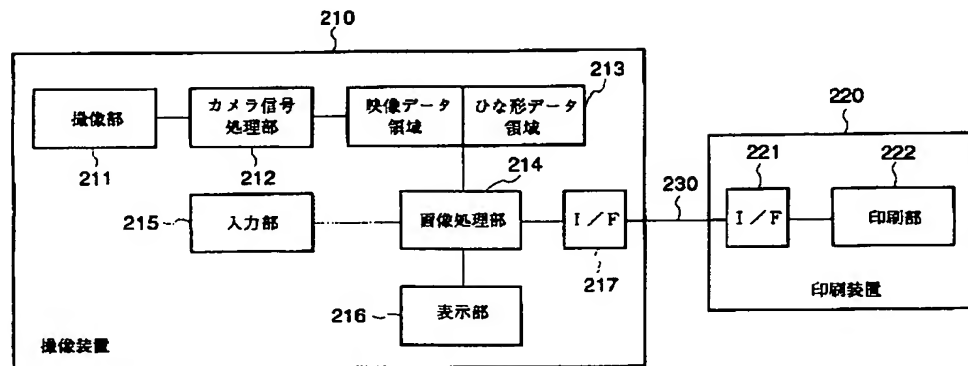 210
213
撮像部
カメラ信号
処理部
映像データ
領域
ひな形データ
領域
220
211
212
214
221
222
215
入力部
画像処理部
I／F
230
I／F
印刷部
217
216
表示部
印刷装置
撮像装置